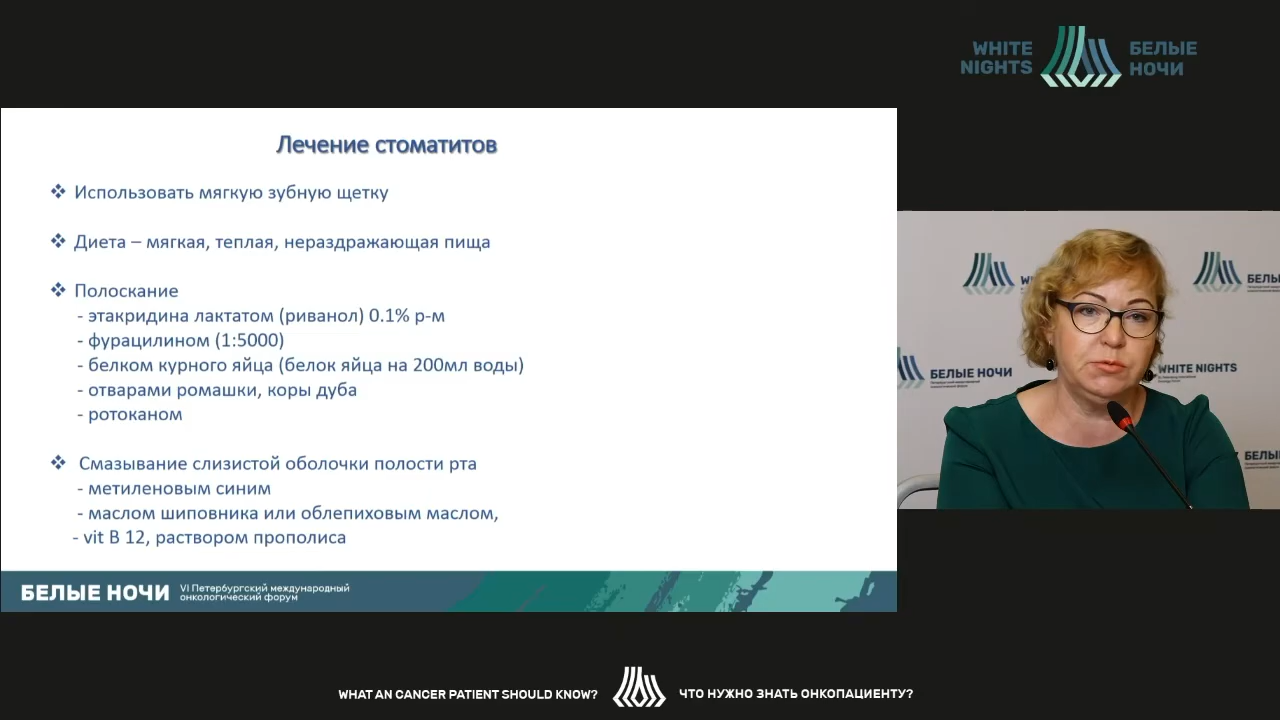 WHITE
NIGHTS
БЕЛЫЕ
НОЧИ
Лечение стоматитов
❖ Использовать мягкую зубную щетку
❖ Диета – мягкая, теплая, нераздражающая пища
❖ Полоскание
- этакридина лактатом (риванол) 0.1% р-м
- фурацилином (1:5000)
- белком курного яйца (белок яйца на 200мл воды)
- отварами ромашки, коры дуба
- ротоканом
❖ Смазывание слизистой оболочки полости рта
- метиленовым синим
- маслом шиповника или облепиховым маслом,
- vit B 12, раствором прополиса
БЕЛЫЕ НОЧИ
VI Петербургский международный
онкологический форум
БЕЛЫЕ НОЧИ
WHITE NIGHTS
WHAT AN CANCER PATIENT SHOULD KNOW?
ЧТО НУЖНО ЗНАТЬ ОНКОПАЦИЕНТУ?